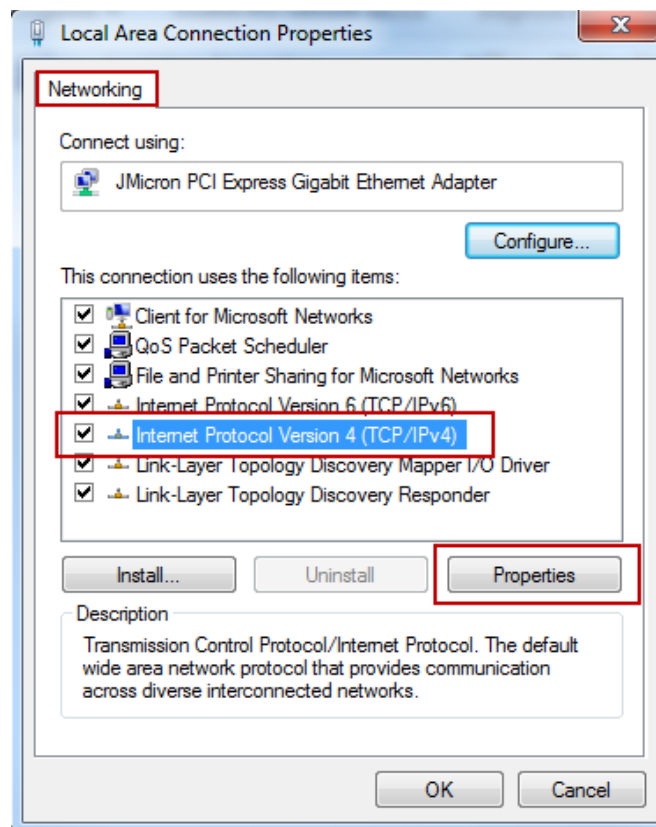 Local Area Connection Properties
Networking
Connect using:
JMicron PCI Express Gigabit Ethernet Adapter
Configure...
This connection uses the following items:
Client for Microsoft Networks
QoS Packet Scheduler
File and Printer Sharing for Microsoft Networks
Internet Protocol Version 6 (TCP/IPv6)
Internet Protocol Version 4 (TCP/IPv4)
Link-Layer Topology Discovery Mapper I/O Driver
Link-Layer Topology Discovery Responder
Install...
Uninstall
Properties
Description
Transmission Control Protocol/Internet Protocol. The default
wide area network protocol that provides communication
across diverse interconnected networks.
OK
Cancel